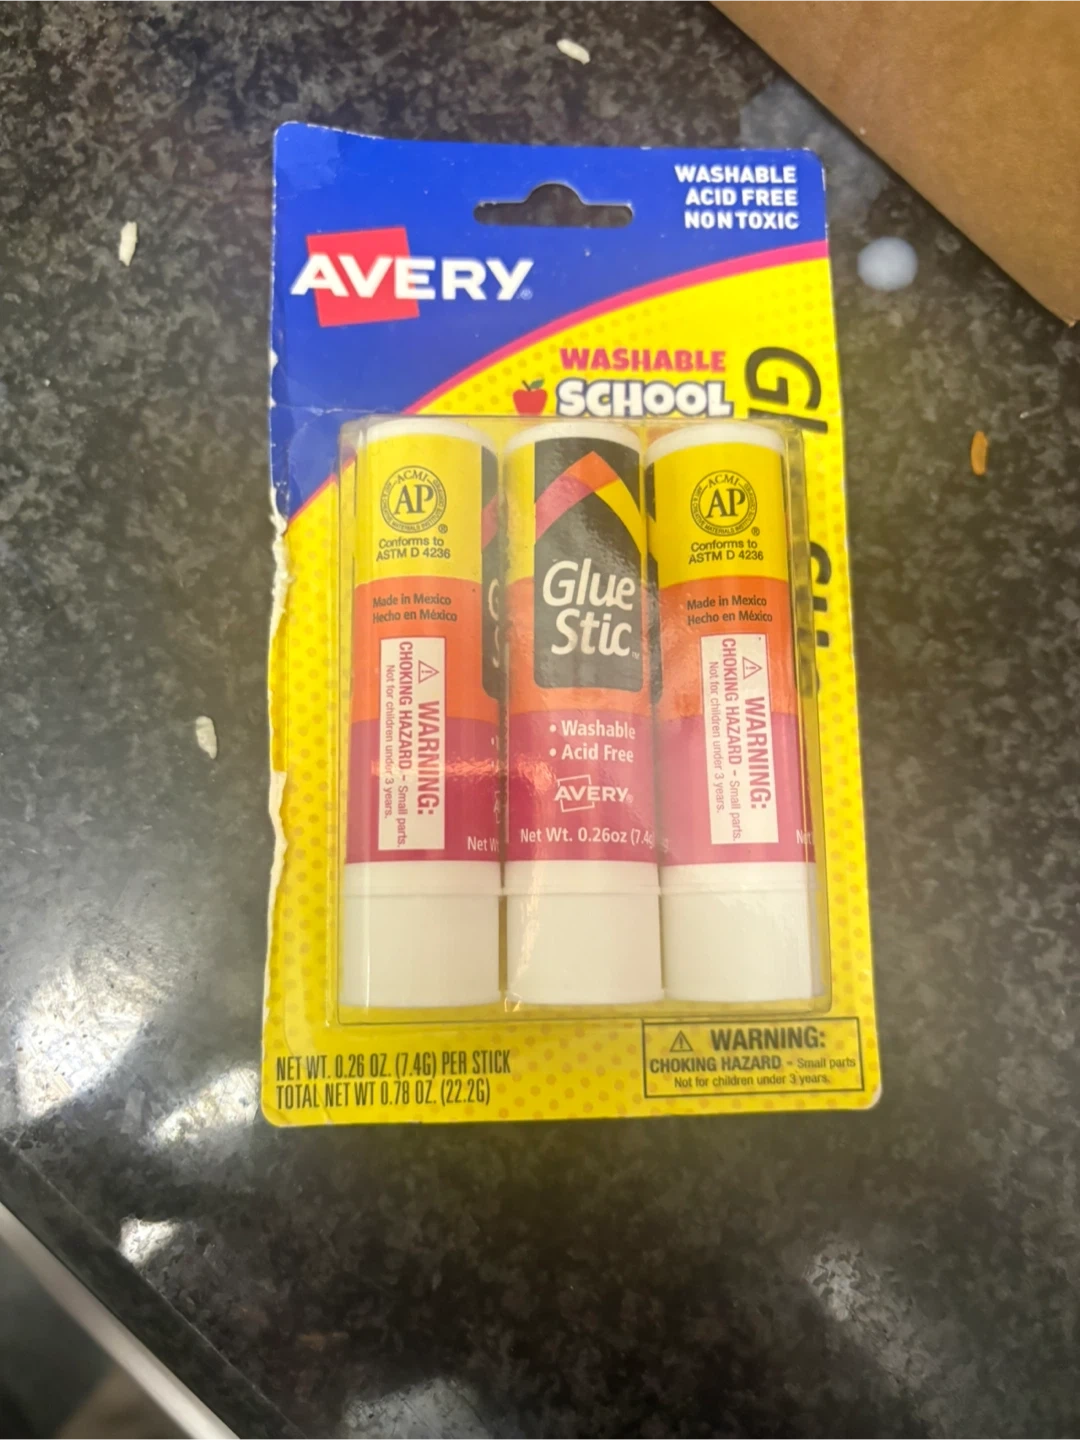 WASHABLE
ACID FREE
NONTOXIC
AVERY®
WASHABLE
SCHOOL
ACMI
AP
®
Conforms to
ASTM D 4236
Made in Mexico
Hecho en México
WARNING:
CHOKING HAZARD – Small parts.
Not for children under 3 years.
Net
Glue
Stic™
• Washable
• Acid Free
AVERY®
Net Wt. 0.26oz (7.4g
ACMI
AP
®
Conforms to
ASTM D 4236
Made in Mexico
Hecho en México
WARNING:
CHOKING HAZARD – Small parts.
Not for children under 3 years.
NET WT. 0.26 OZ. (7.4G) PER STICK
TOTAL NET WT 0.78 OZ. (22.2G)
WARNING:
CHOKING HAZARD – Small parts
Not for children under 3 years.